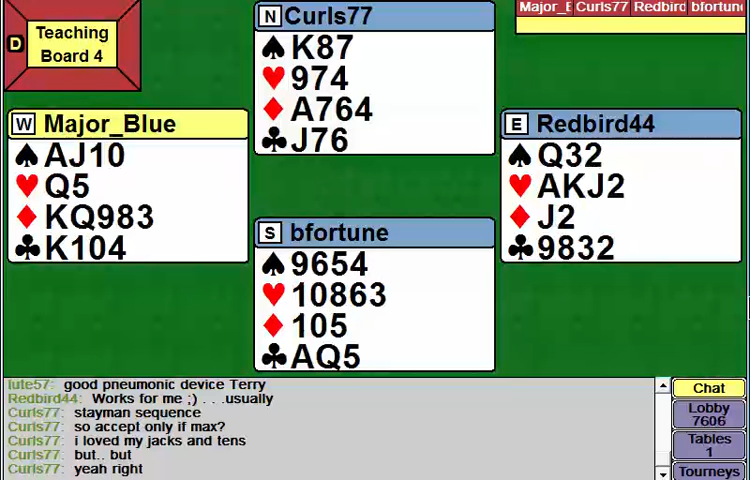 D
Teaching
Board 4
N Curls77
♠ K87
♥ 974
♦ A764
♣ J76
Major_E Curls77 Redbird bfortune
W Major_Blue
♠ AJ10
♥ Q5
♦ KQ983
♣ K104
E Redbird44
♠ Q32
♥ AKJ2
♦ J2
♣ 9832
S bfortune
♠ 9654
♥ 10863
♦ 105
♣ AQ5
lute57: good pneumonic device Terry
Redbird44: Works for me ;) . . .usually
Curls77: stayman sequence
Curls77: so accept only if max?
Curls77: i loved my jacks and tens
Curls77: but.. but
Curls77: yeah right
Chat
Lobby
7606
Tables
1
Tourneys